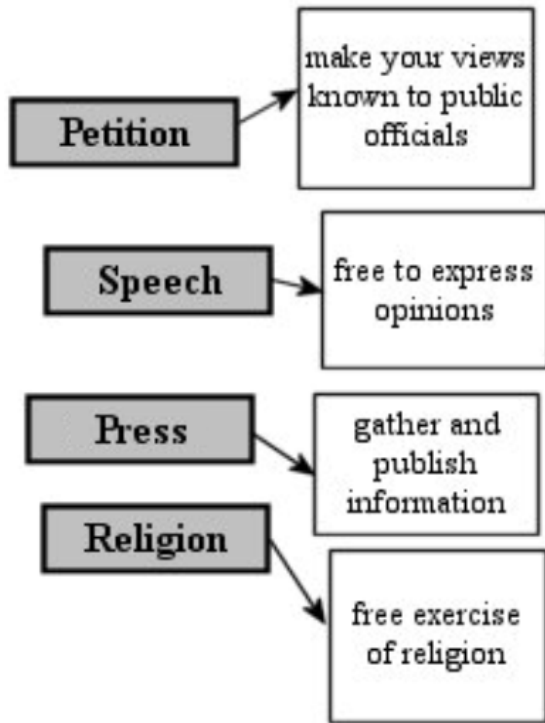 Petition
make your views
known to public
officials
Speech
free to express
opinions
Press
gather and
publish
information
Religion
free exercise
of religion